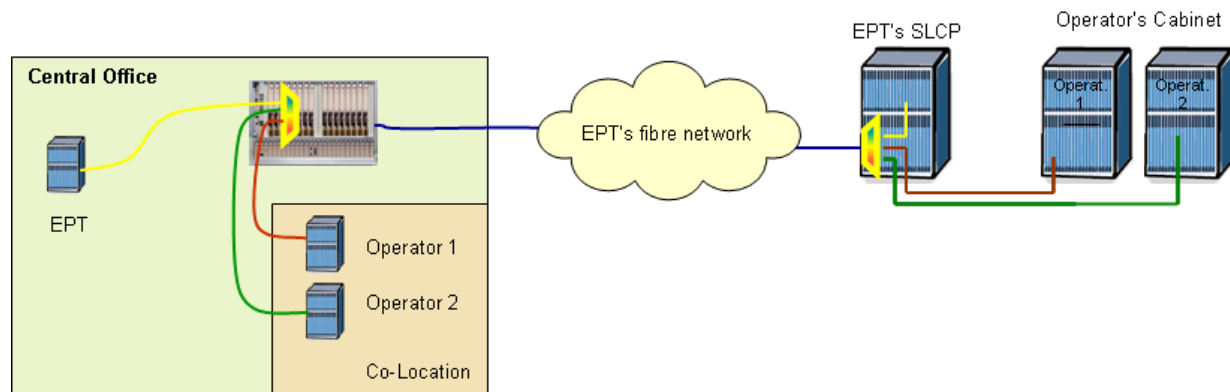 Operator's Cabinet
EPT's SLCP
Central Office
Operat.
1
Operat.
2
EPT's fibre network
EPT
Operator 1
Operator 2
Co-Location